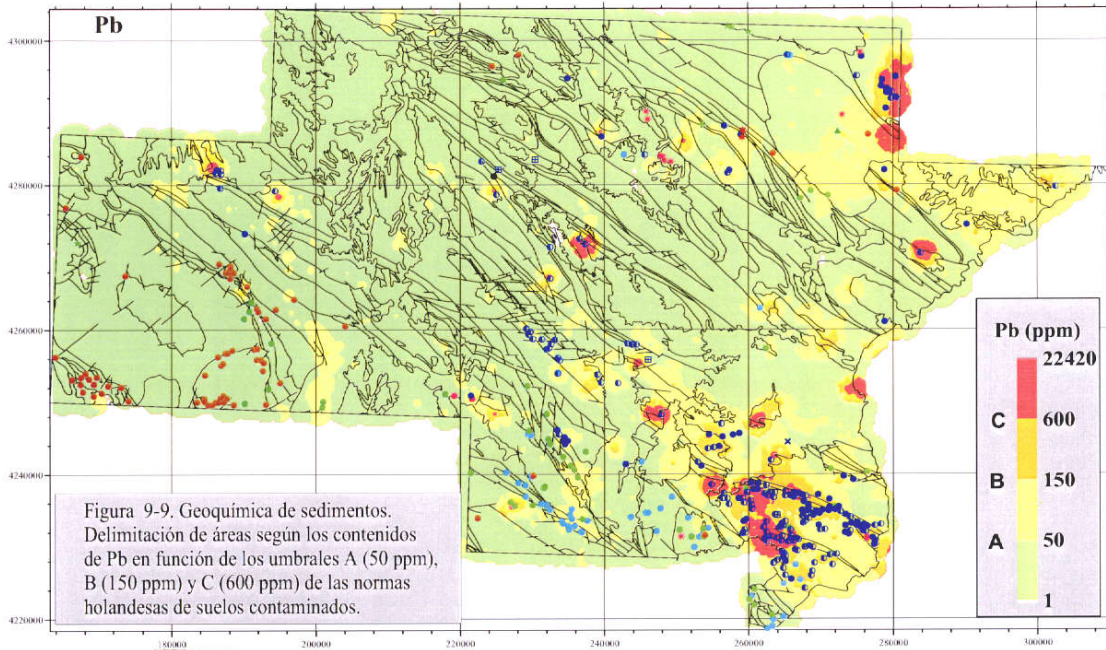 Pb
4300000
4280000
4260000
4240000
4220000
180000
200000
220000
240000
260000
280000
300000
Figura 9-9. Geoquímica de sedimentos.
Delimitación de áreas según los contenidos
de Pb en función de los umbrales A (50 ppm),
B (150 ppm) y C (600 ppm) de las normas
holandesas de suelos contaminados.
Pb (ppm)
22420
C
600
B
150
A
50
1